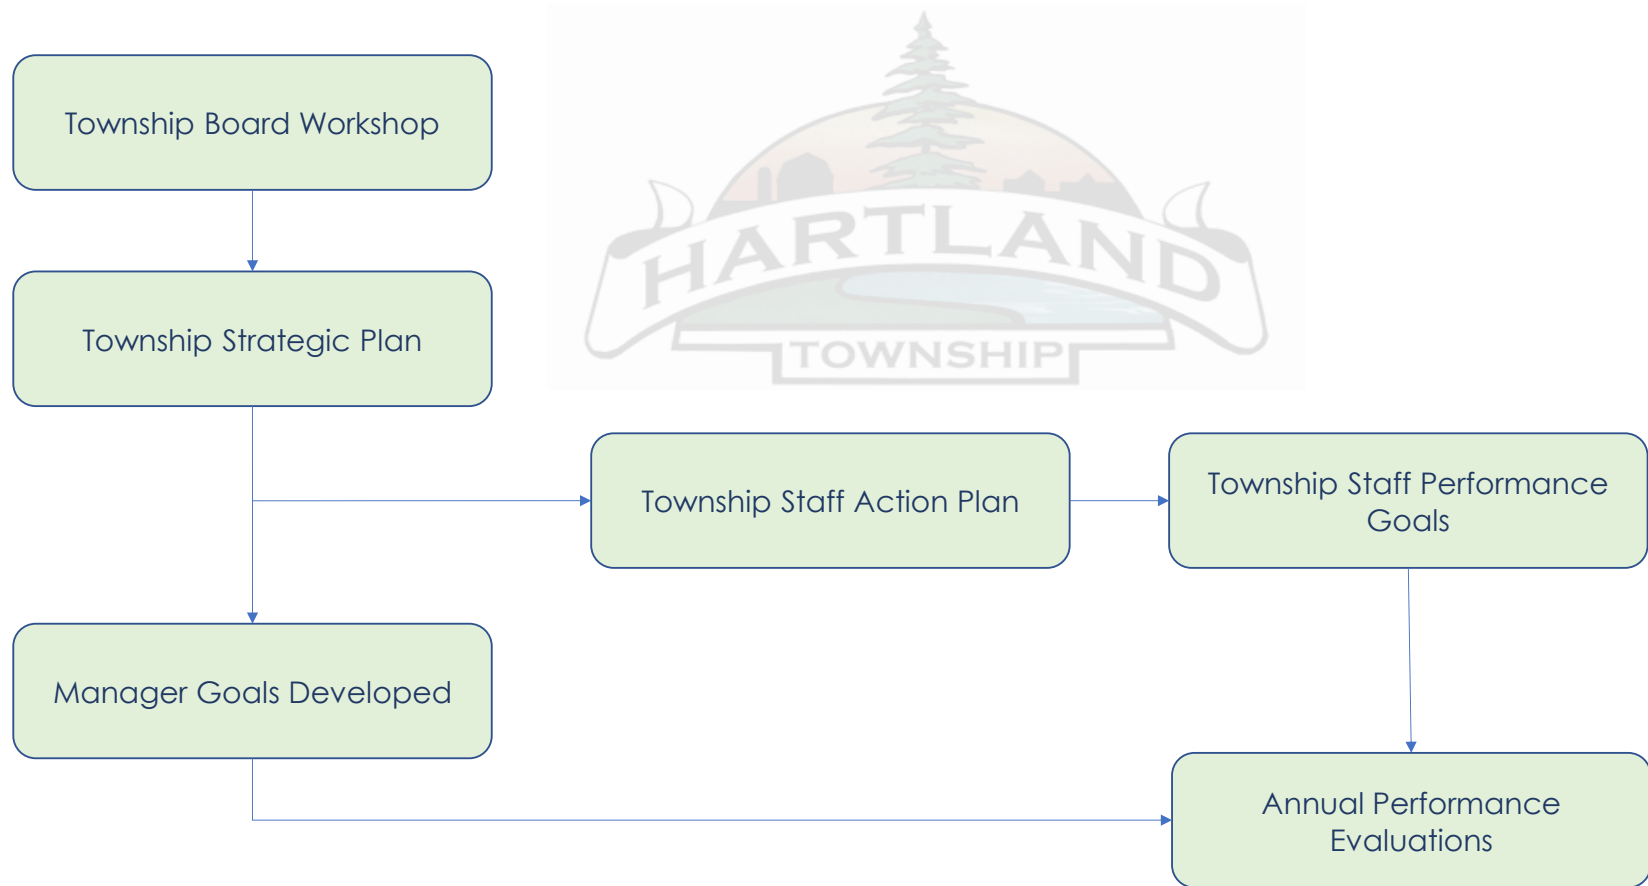 Township Board Workshop
HARTLAND
TOWNSHIP
Township Strategic Plan
Township Staff Action Plan
Township Staff Performance
Goals
Manager Goals Developed
Annual Performance
Evaluations